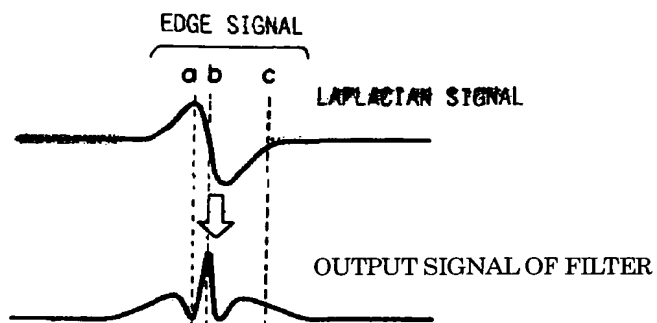 EDGE SIGNAL
a b c
LAPLACIAN SIGNAL
OUTPUT SIGNAL OF FILTER